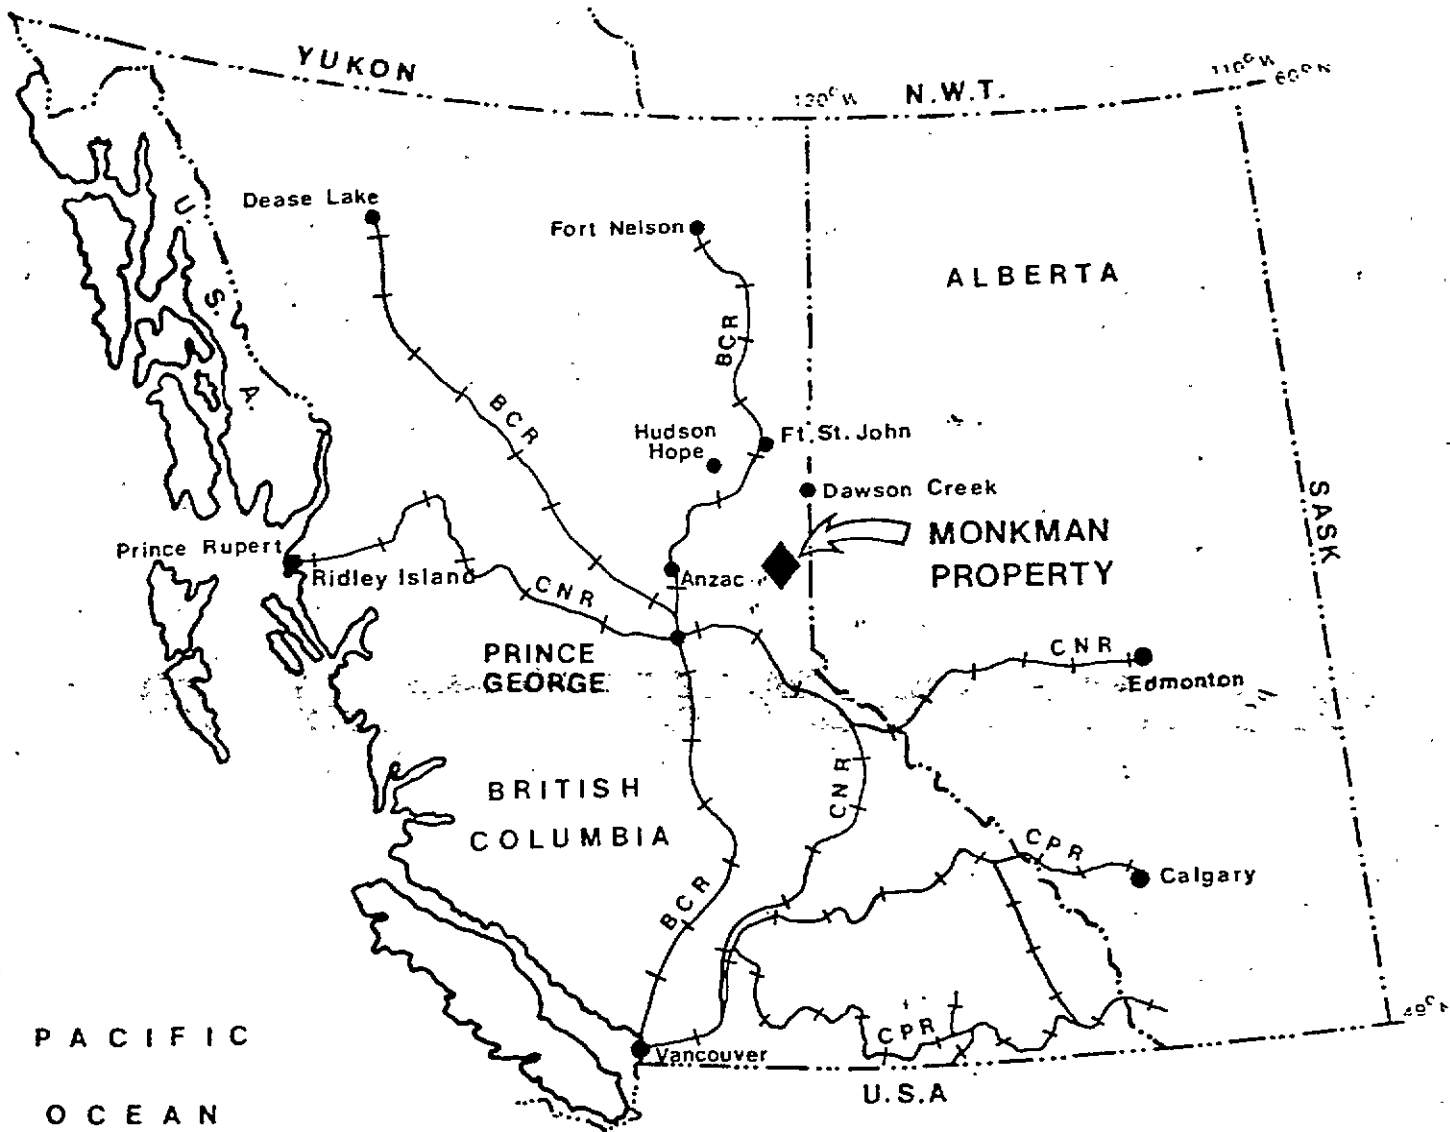 YUKON
N.W.T.
120° W
110° W
60° N
Dease Lake
Fort Nelson
U.
S.
A.
ALBERTA
BCR
BCR
Hudson
Hope
Ft. St. John
Dawson Creek
SASK
MONKMAN
PROPERTY
Prince Rupert
Ridley Island
Anzac
CNR
PRINCE
GEORGE
CNR
Edmonton
BRITISH
COLUMBIA
CNR
CPR
Calgary
BCR
PACIFIC
OCEAN
Vancouver
CPR
U.S.A
49° N